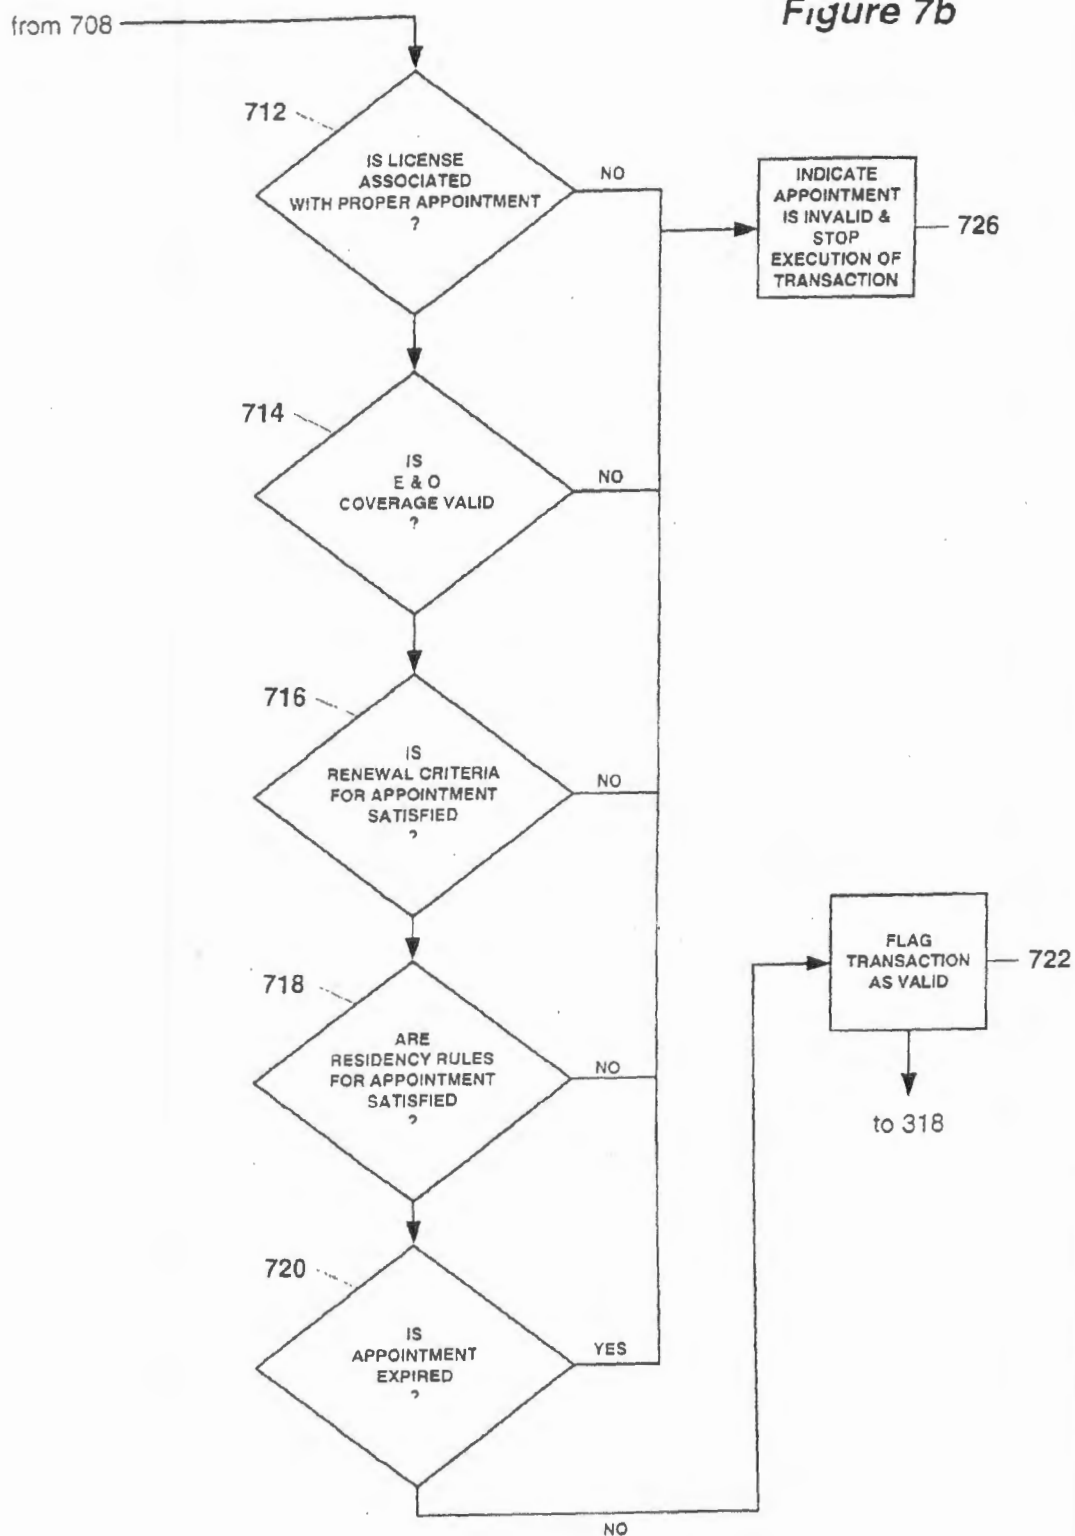 Figure 7b
from 708
712
IS LICENSE
ASSOCIATED
WITH PROPER APPOINTMENT
?
NO
INDICATE
APPOINTMENT
IS INVALID &
STOP
EXECUTION OF
TRANSACTION
726
714
IS
E & O
COVERAGE VALID
?
NO
716
IS
RENEWAL CRITERIA
FOR APPOINTMENT
SATISFIED
?
NO
718
ARE
RESIDENCY RULES
FOR APPOINTMENT
SATISFIED
?
NO
FLAG
TRANSACTION
AS VALID
722
to 318
720
IS
APPOINTMENT
EXPIRED
?
YES
NO